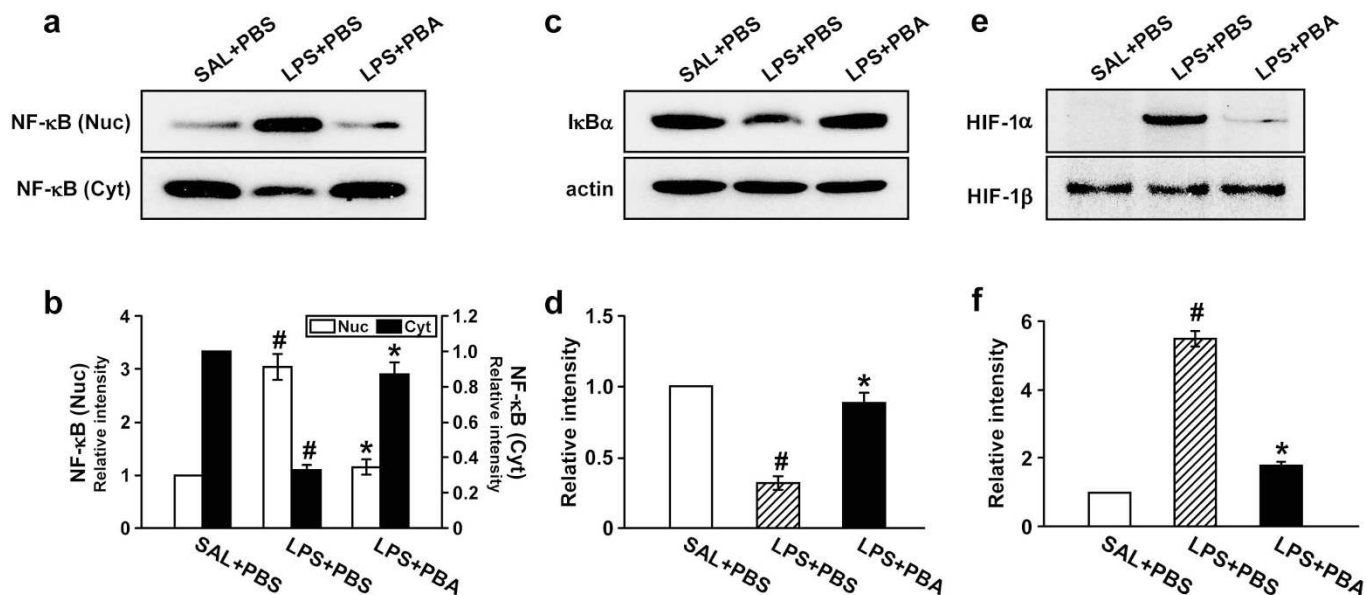 a
SAL+PBS LPS+PBS LPS+PBA
NF-κB (Nuc)
NF-κB (Cyt)
c
SAL+PBS LPS+PBS LPS+PBA
IκBα
actin
e
SAL+PBS LPS+PBS LPS+PBA
HIF-1α
HIF-1β
b
NF-κB (Nuc)
Relative intensity
4
3
2
1
0
Nuc Cyt
# # * *
1.2
1.0
0.8
0.6
0.4
0.2
0
NF-κB (Cyt)
Relative intensity
SAL+PBS LPS+PBS LPS+PBA
d
Relative intensity
1.5
1.0
0.5
0
# *
SAL+PBS LPS+PBS LPS+PBA
f
Relative intensity
6
4
2
0
# *
SAL+PBS LPS+PBS LPS+PBA